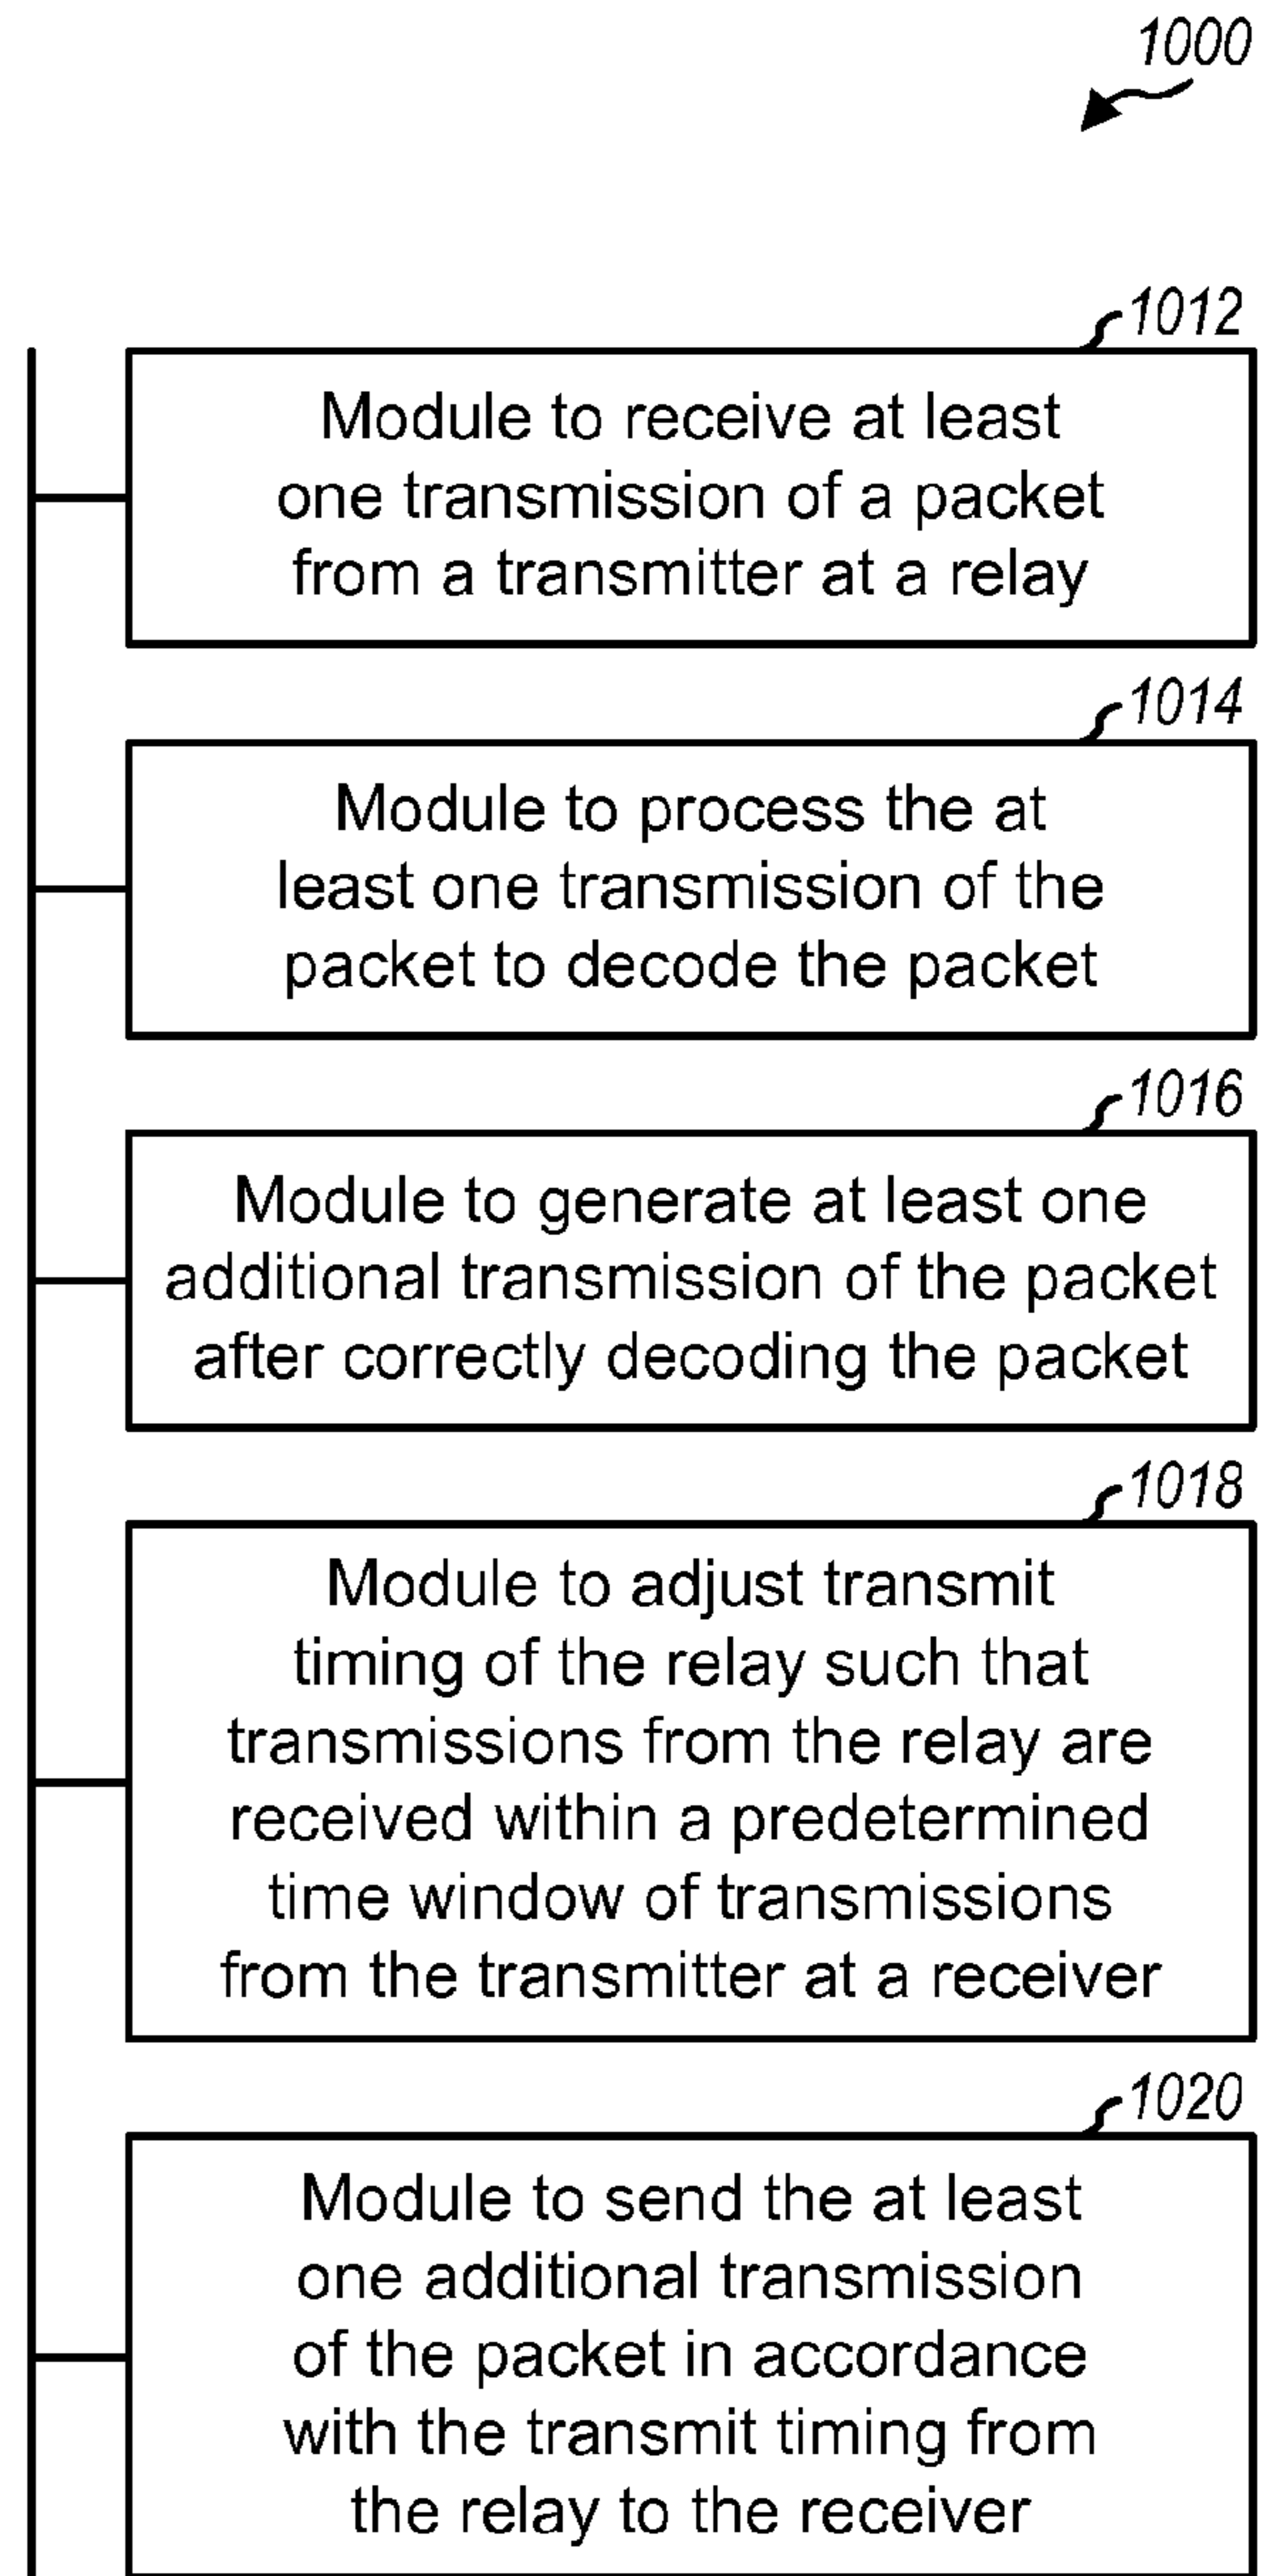 1000
1012
Module to receive at least
one transmission of a packet
from a transmitter at a relay
1014
Module to process the at
least one transmission of the
packet to decode the packet
1016
Module to generate at least one
additional transmission of the packet
after correctly decoding the packet
1018
Module to adjust transmit
timing of the relay such that
transmissions from the relay are
received within a predetermined
time window of transmissions
from the transmitter at a receiver
1020
Module to send the at least
one additional transmission
of the packet in accordance
with the transmit timing from
the relay to the receiver